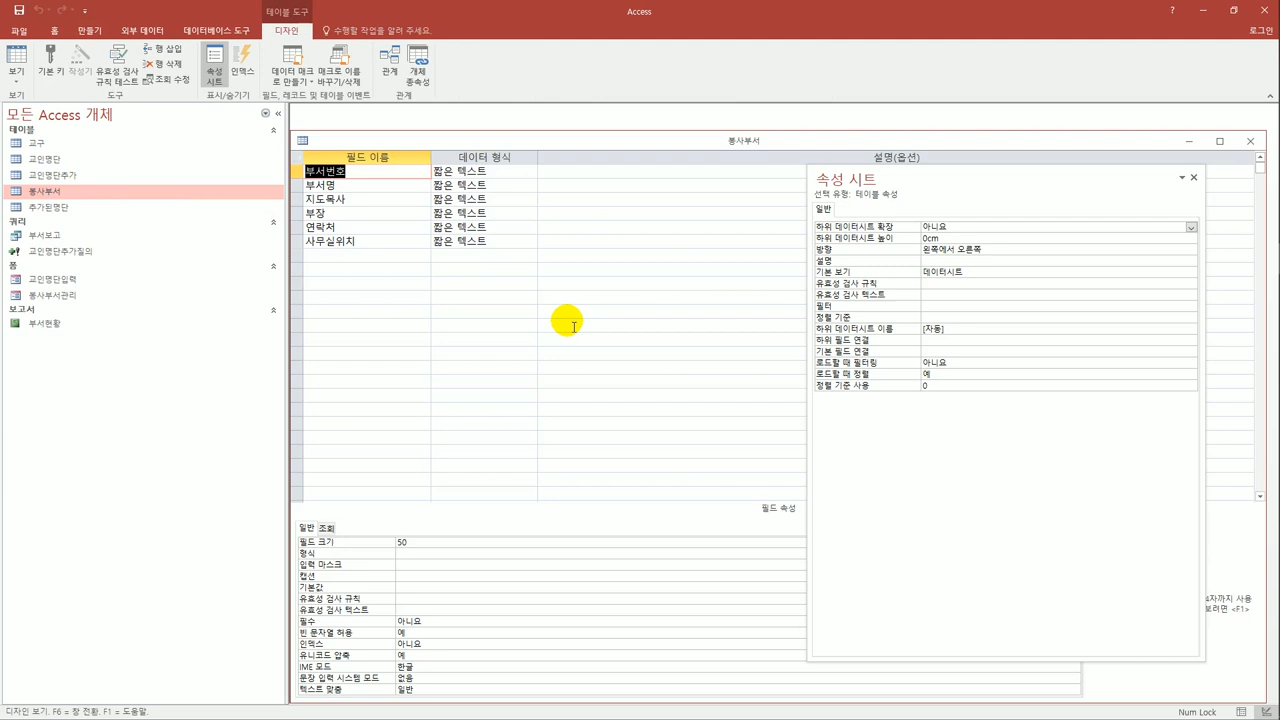 테이블 도구
Access
파일
홈
만들기
외부 데이터
데이터베이스 도구
디자인
수행할 작업을 알려 주세요.
로그인
보기
기본 키
작성기
유효성 검사
규칙 테스트
행 삽입
행 삭제
조회 수정
속성
시트
인덱스
데이터 매크
로 만들기
매크로 이름
바꾸기/삭제
관계
개체
종속성
보기
도구
표시/숨기기
필드, 레코드 및 테이블 이벤트
관계
모든 Access 개체
테이블
교구
교인명단
교인명단추가
봉사부서
추가된명단
쿼리
부서보고
교인명단추가질의
폼
교인명단입력
봉사부서관리
보고서
부서현황
봉사부서
필드 이름 데이터 형식 설명(옵션)
부서번호 짧은 텍스트
부서명 짧은 텍스트
지도목사 짧은 텍스트
부장 짧은 텍스트
연락처 짧은 텍스트
사무실위치 짧은 텍스트
속성 시트
선택 유형: 테이블 속성
일반
하위 데이터시트 확장 아니요
하위 데이터시트 높이 0cm
방향 왼쪽에서 오른쪽
설명
기본 보기 데이터시트
유효성 검사 규칙
유효성 검사 텍스트
필터
정렬 기준
하위 데이터시트 이름 [자동]
하위 필드 연결
기본 필드 연결
로드할 때 필터링 아니요
로드할 때 정렬 예
정렬 기준 사용 0
필드 속성
일반 조회
필드 크기 50
형식
입력 마스크
캡션
기본값
유효성 검사 규칙
유효성 검사 텍스트
필수 아니요
빈 문자열 허용 예
인덱스 아니요
유니코드 압축 예
IME 모드 한글
문장 입력 시스템 모드 없음
텍스트 맞춤 일반
4자까지 사용
보려면 <F1>
디자인 보기. F6 = 창 전환. F1 = 도움말.
Num Lock